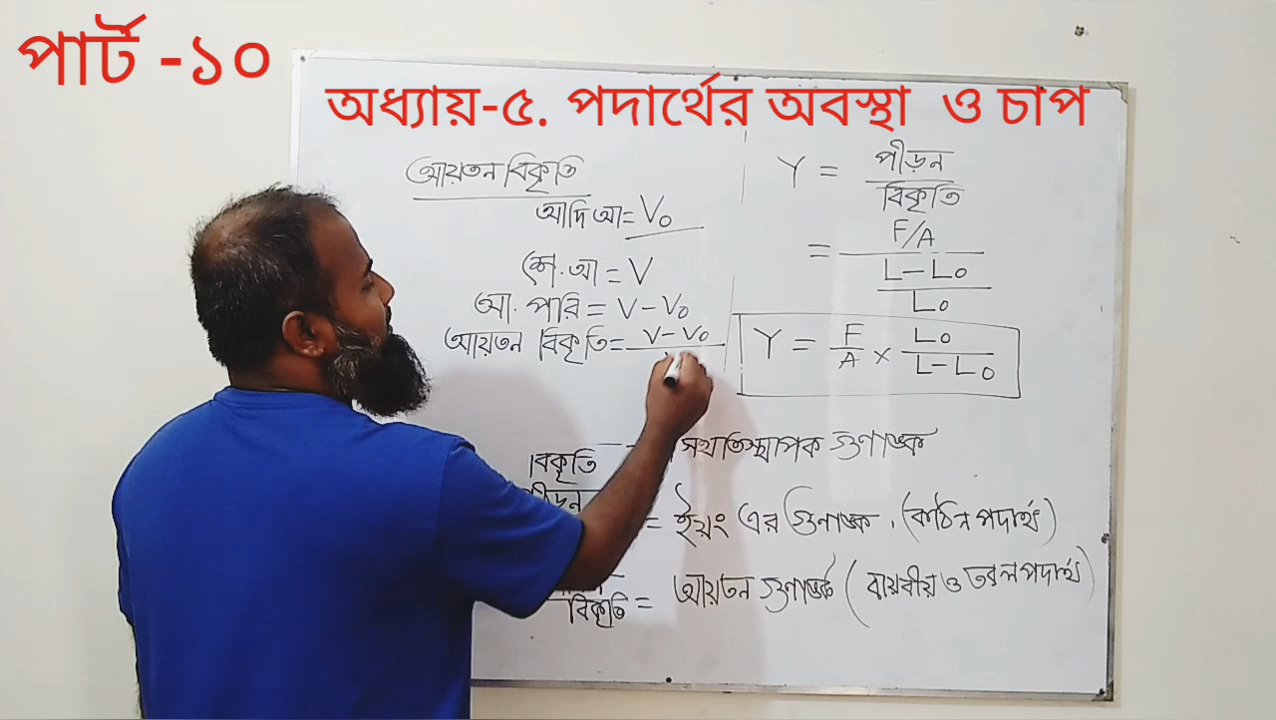 পার্ট -১০
অধ্যায়-৫. পদার্থের অবস্থা ও চাপ
আয়তন বিকৃতি
আদি আ = V₀
শে. আ = V
আ. পারি = V - V₀
আয়তন বিকৃতি = V - V₀
Y = পীড়ন
বিকৃতি
= F/A
L - L₀
L₀
Y = F/A × L₀
L - L₀
বিকৃতি
স্থিতিস্থাপক গুণাঙ্ক
পীড়ন
= ইয়ং এর গুনাঙ্ক . (কঠিন পদার্থ)
বিকৃতি = আয়তন গুণাঙ্ক (বায়বীয় ও তরল পদার্থ)